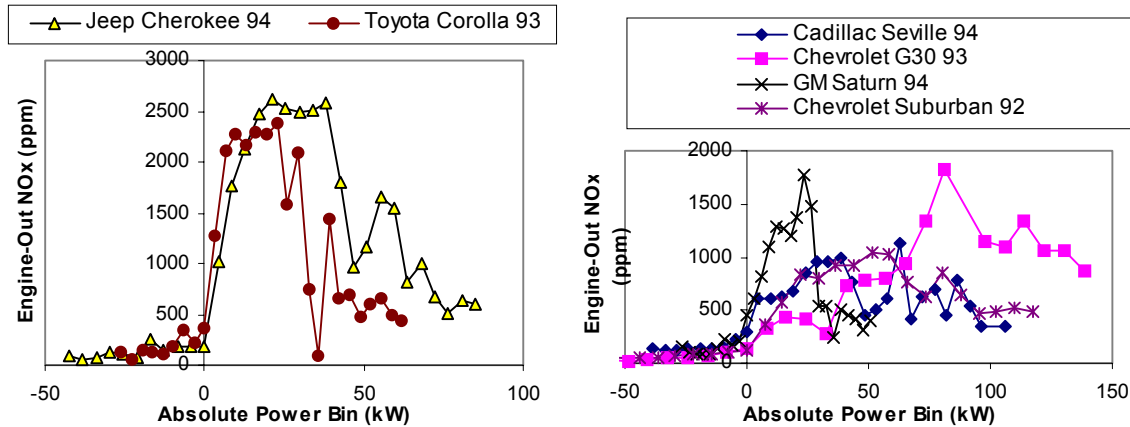 Jeep Cherokee 94 Toyota Corolla 93
3000
2500
2000
1500
1000
500
0
-50 0 50 100
Engine-Out NOx (ppm)
Absolute Power Bin (kW)
Cadillac Seville 94
Chevrolet G30 93
GM Saturn 94
Chevrolet Suburban 92
2000
1500
1000
500
0
-50 0 50 100 150
Engine-Out NOx
(ppm)
Absolute Power Bin (kW)